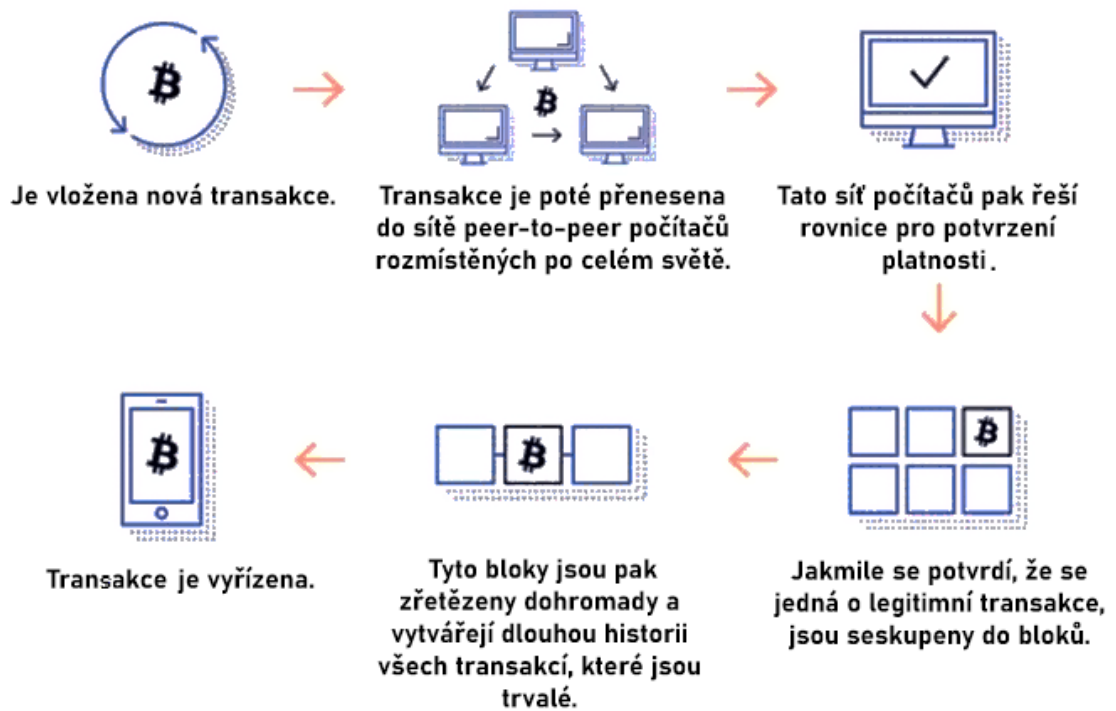 Je vložena nová transakce.
Transakce je poté přenesena
do sítě peer-to-peer počítačů
rozmístěných po celém světě.
Tato síť počítačů pak řeší
rovnice pro potvrzení
platnosti.
Jakmile se potvrdí, že se
jedná o legitimní transakce,
jsou seskupeny do bloků.
Tyto bloky jsou pak
zřetězeny dohromady a
vytvářejí dlouhou historii
všech transakcí, které jsou
trvalé.
Transakce je vyřízena.